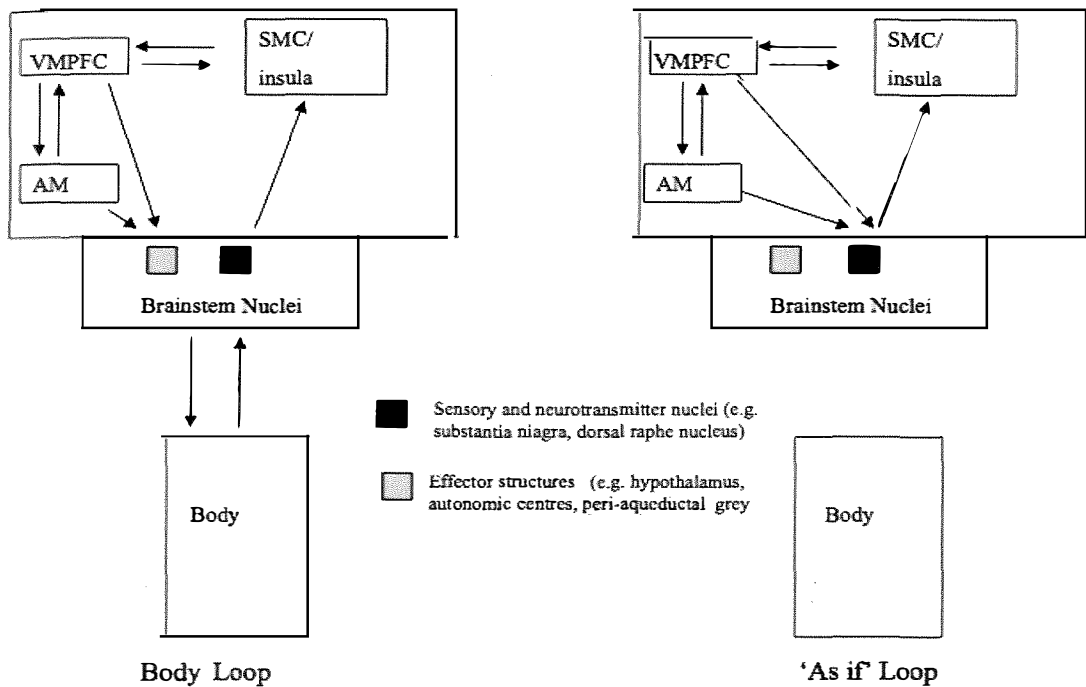 VMPFC
SMC/
insula
AM
Brainstem Nuclei
Body
Body Loop
VMPFC
SMC/
insula
AM
Brainstem Nuclei
Body
'As if' Loop
Sensory and neurotransmitter nuclei (e.g.
substantia niagra, dorsal raphe nucleus)
Effector structures (e.g. hypothalamus,
autonomic centres, peri-aqueductal grey